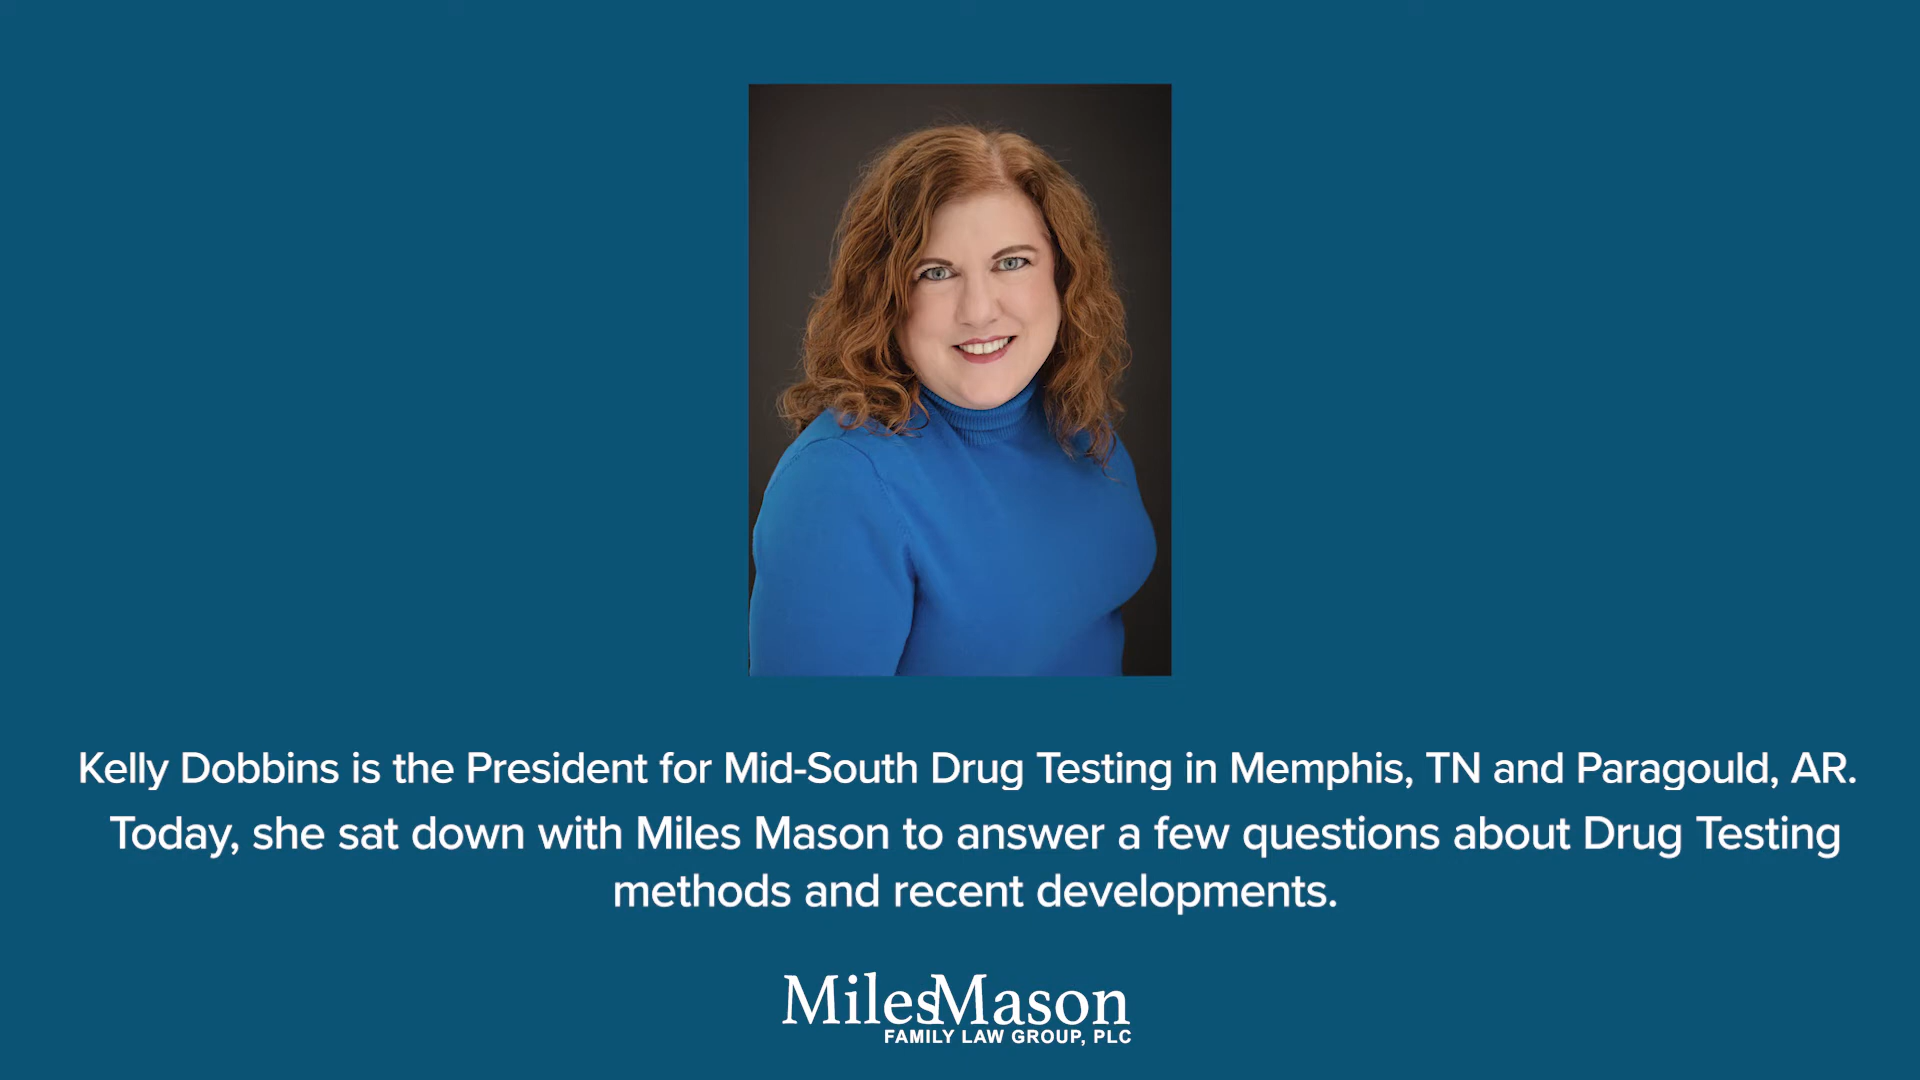 Kelly Dobbins is the President for Mid-South Drug Testing in Memphis, TN and Paragould, AR.
Today, she sat down with Miles Mason to answer a few questions about Drug Testing
methods and recent developments.
MilesMason
FAMILY LAW GROUP, PLC